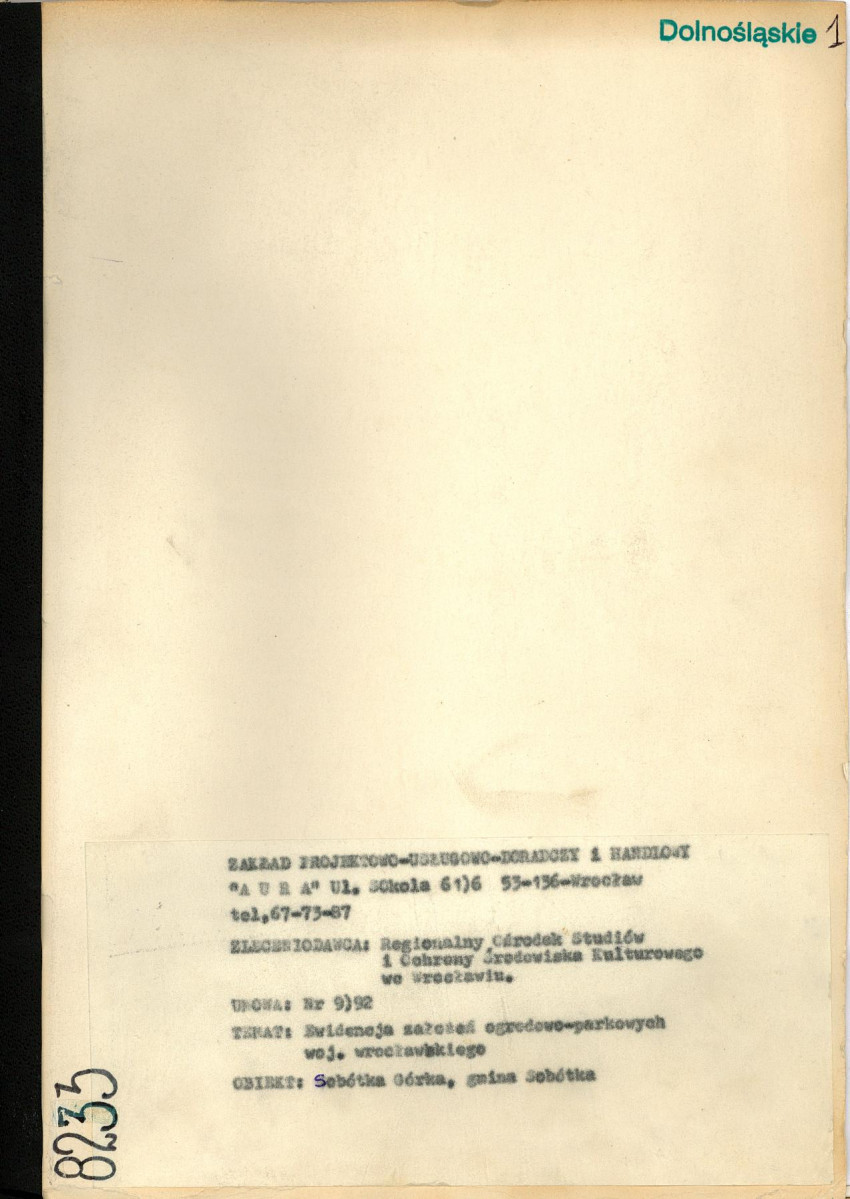 Dolnośląskie 1
ZAKŁAD PROJEKTOWO-USŁUGOWO-DORADCZY i HANDLOWY
"A U R A" Ul. SOkola 61)6 53-136-Wrocław
tel,67-73-87
ZLECENIODAWCA: Regionalny Ośrodek Studiów
i Ochrony Środowiska Kulturowego
we Wrocławiu.
UMOWA: Nr 9)92
TEMAT: Ewidencja założeń ogrodowo-parkowych
woj. wrocławskiego
OBIEKT: Sobótka Górka, gmina Sobótka
8233